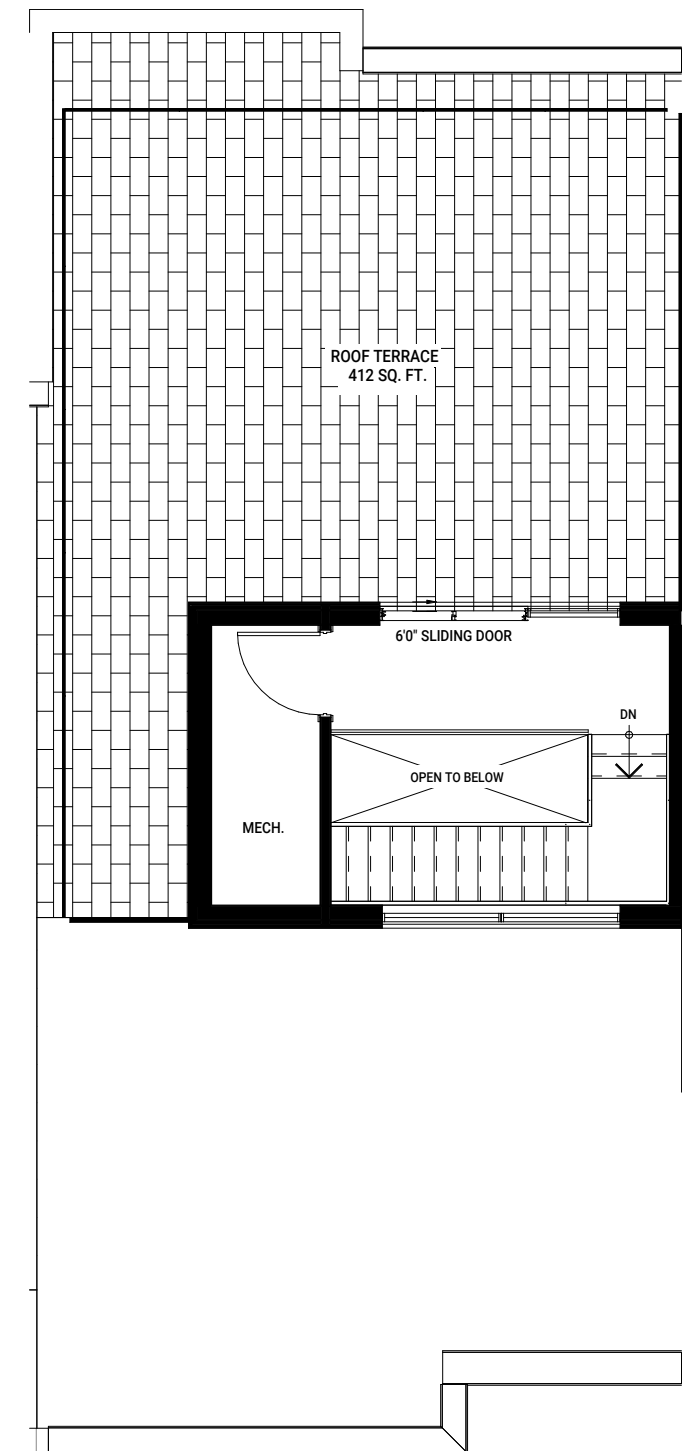 ROOF TERRACE
412 SQ. FT.
6'0" SLIDING DOOR
DN
OPEN TO BELOW
MECH.